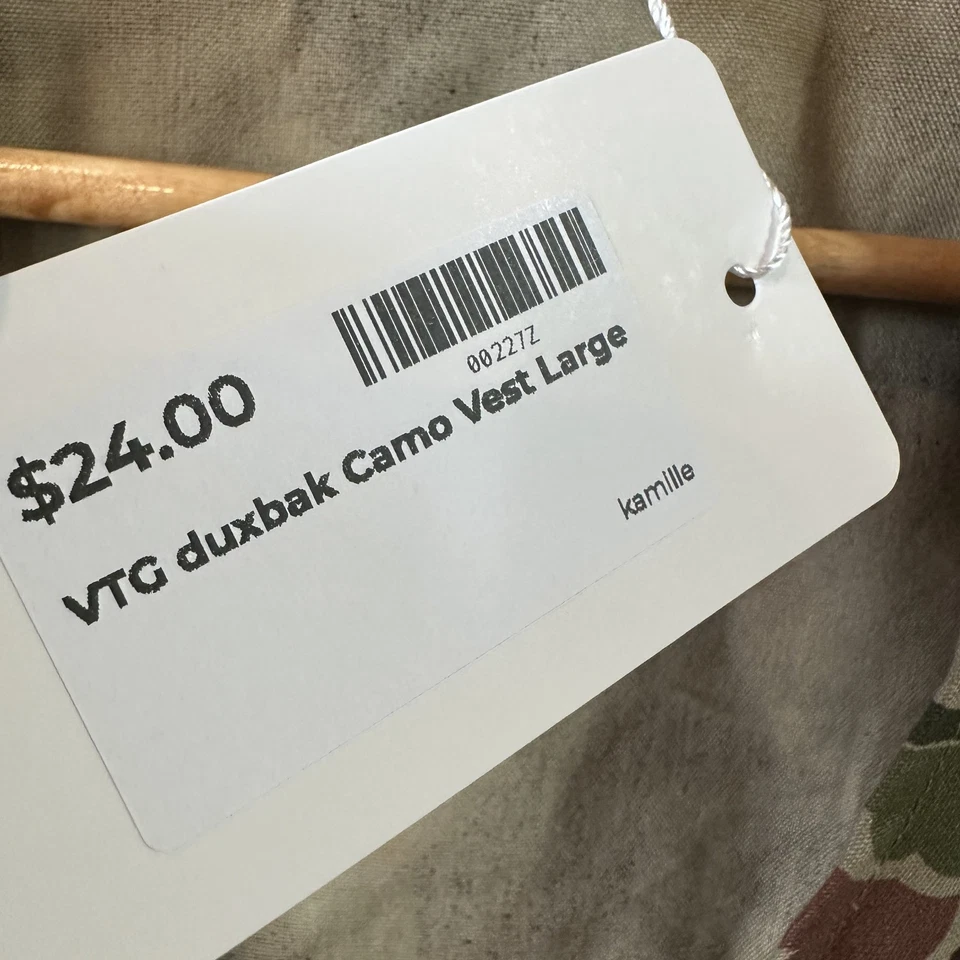 00227Z
$24.00
VTG duxbak Camo Vest Large
kamille